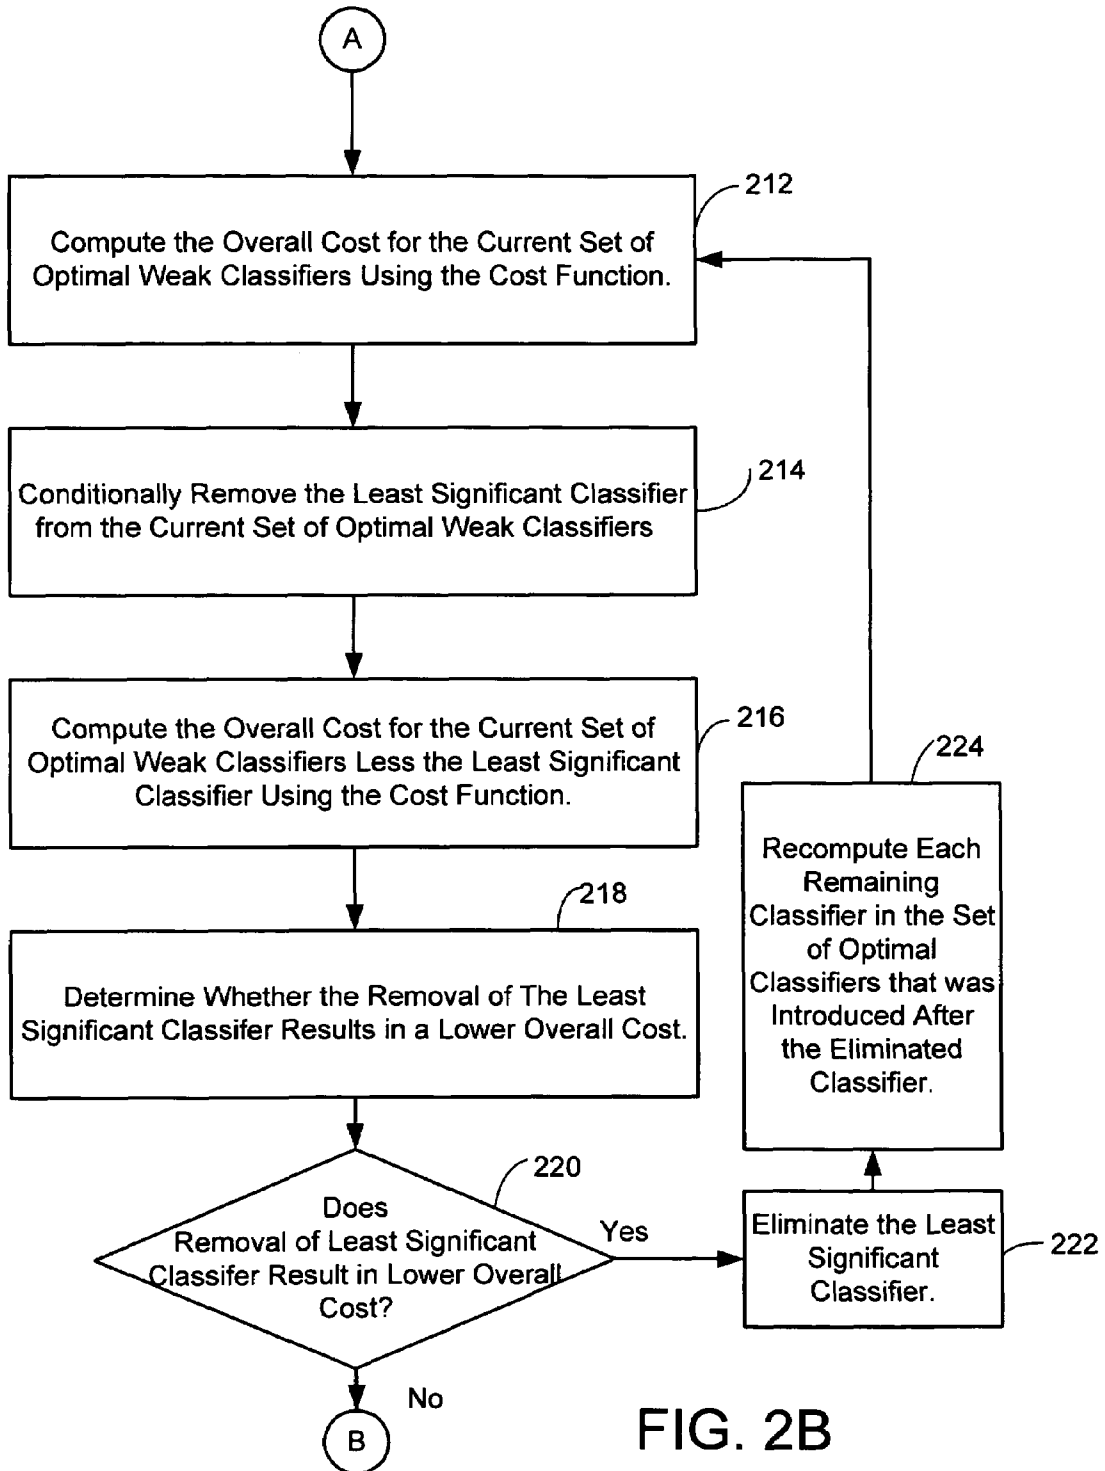 A
212
Compute the Overall Cost for the Current Set of
Optimal Weak Classifiers Using the Cost Function.
214
Conditionally Remove the Least Significant Classifier
from the Current Set of Optimal Weak Classifiers
216
Compute the Overall Cost for the Current Set of
Optimal Weak Classifiers Less the Least Significant
Classifier Using the Cost Function.
218
Determine Whether the Removal of The Least
Significant Classifer Results in a Lower Overall Cost.
220
Does
Removal of Least Significant
Classifer Result in Lower Overall
Cost?
Yes
No
B
222
Eliminate the Least
Significant
Classifier.
224
Recompute Each
Remaining
Classifier in the Set
of Optimal
Classifiers that was
Introduced After
the Eliminated
Classifier.
FIG. 2B